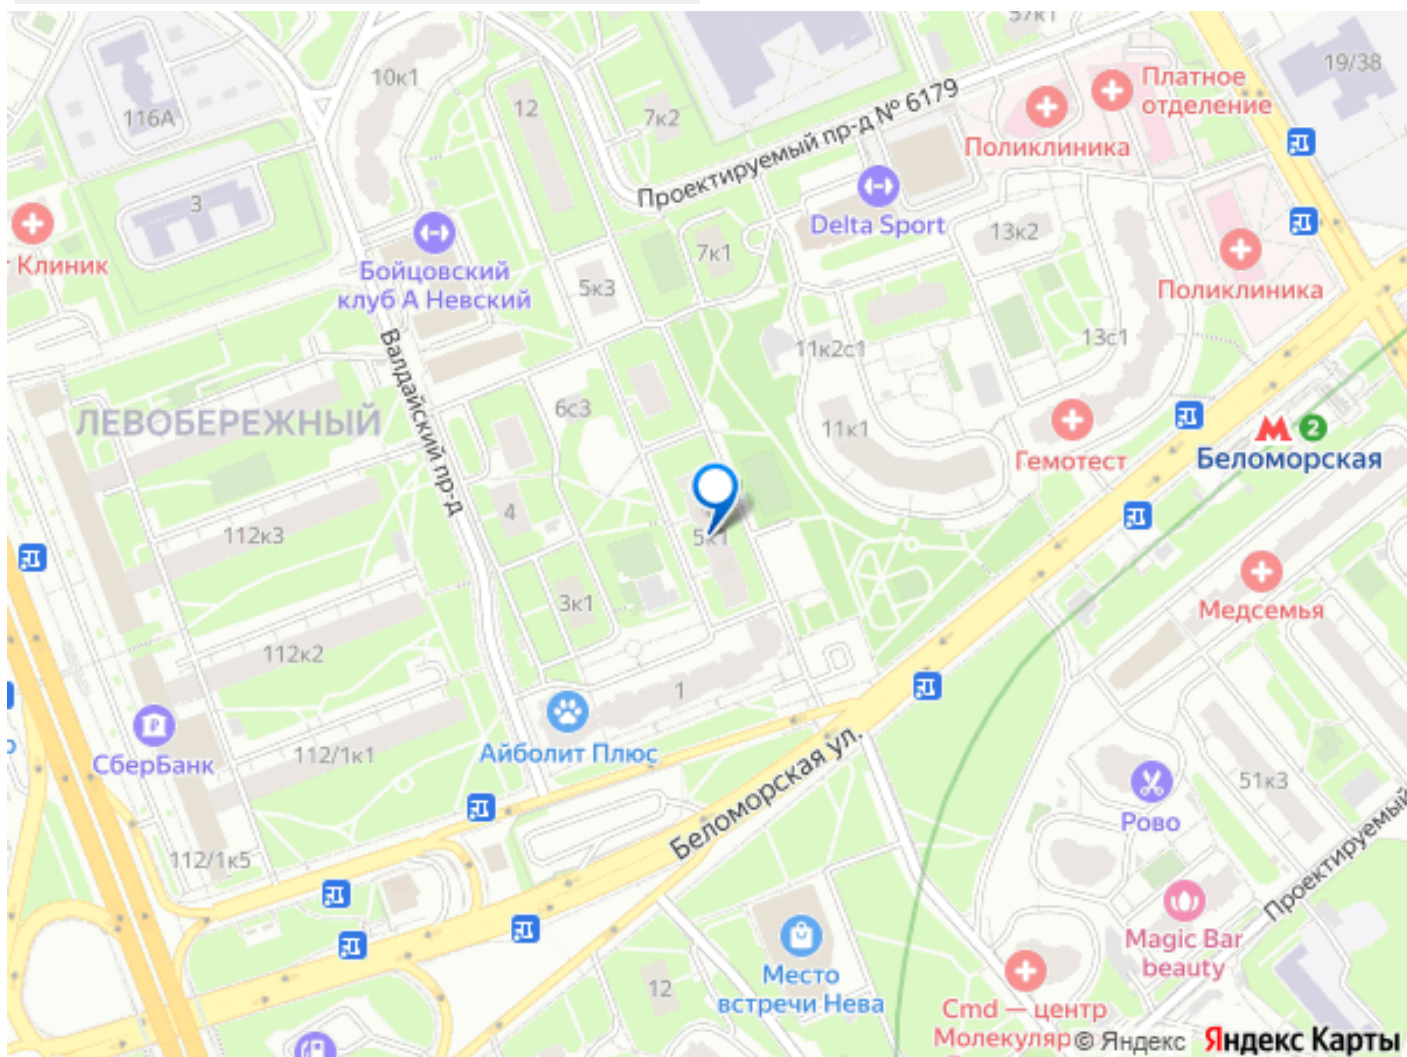 57к1
10к1
12
7к2
116А
19/38
Платное
отделение
Поликлиника
Проектируемый пр-д № 6179
3
Клиник
Бойцовский
клуб А Невский
Delta Sport
13к2
7к1
5к3
Поликлиника
13с1
11к2с1
Валдайский пр-д
ЛЕВОБЕРЕЖНЫЙ
6с3
11к1
Гемотест
2
Беломорская
112к3
4
5к1
3к1
Медсемья
112к2
1
Айболит Плюс
СберБанк
112/1к1
Беломорская ул.
51к3
Рово
Проектируемый
112/1к5
Место
встречи Нева
12
Magic Bar
beauty
Cmd — центр
Молекуляр
© Яндекс Яндекс Карты